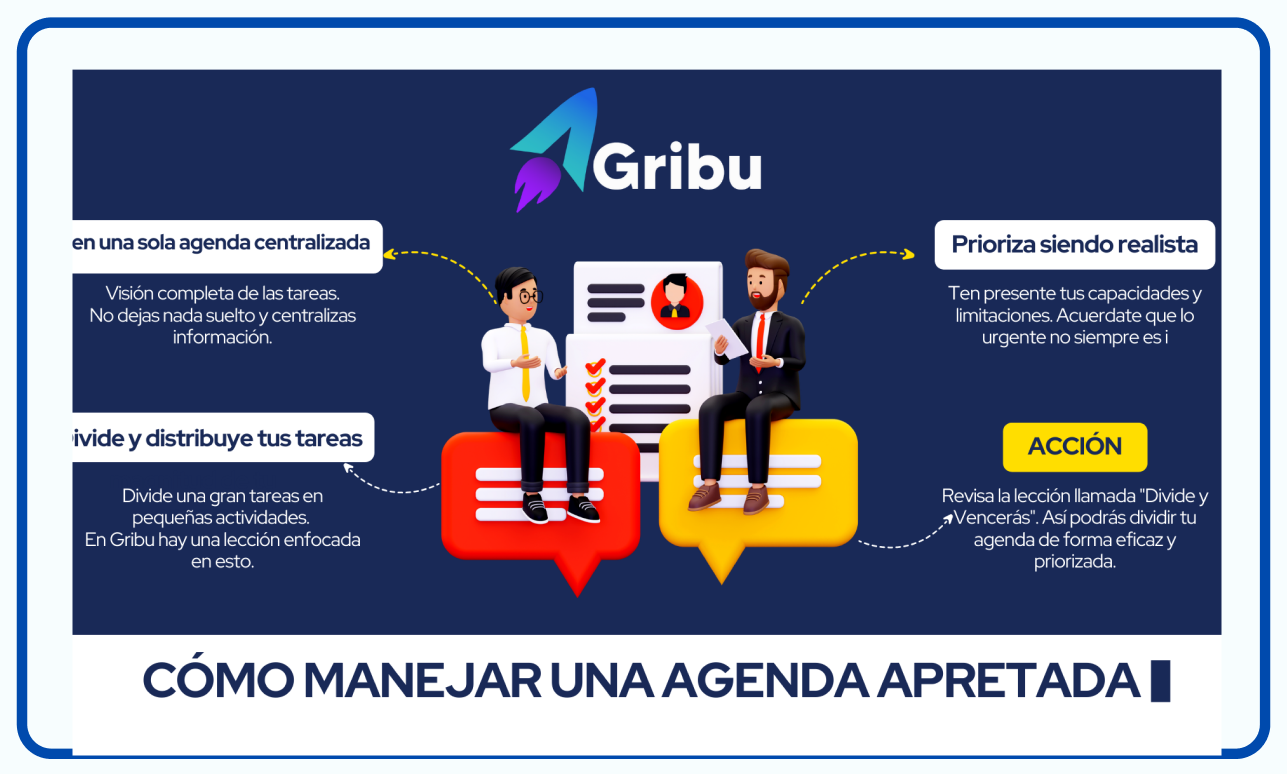 Gribu
en una sola agenda centralizada
Visión completa de las tareas.
No dejas nada suelto y centralizas
información.
Prioriza siendo realista
Ten presente tus capacidades y
limitaciones. Acuerdate que lo
urgente no siempre es i
ivide y distribuye tus tareas
Divide una gran tareas en
pequeñas actividades.
En Gribu hay una lección enfocada
en esto.
ACCIÓN
Revisa la lección llamada "Divide y
Vencerás". Así podrás dividir tu
agenda de forma eficaz y
priorizada.
CÓMO MANEJAR UNA AGENDA APRETADA